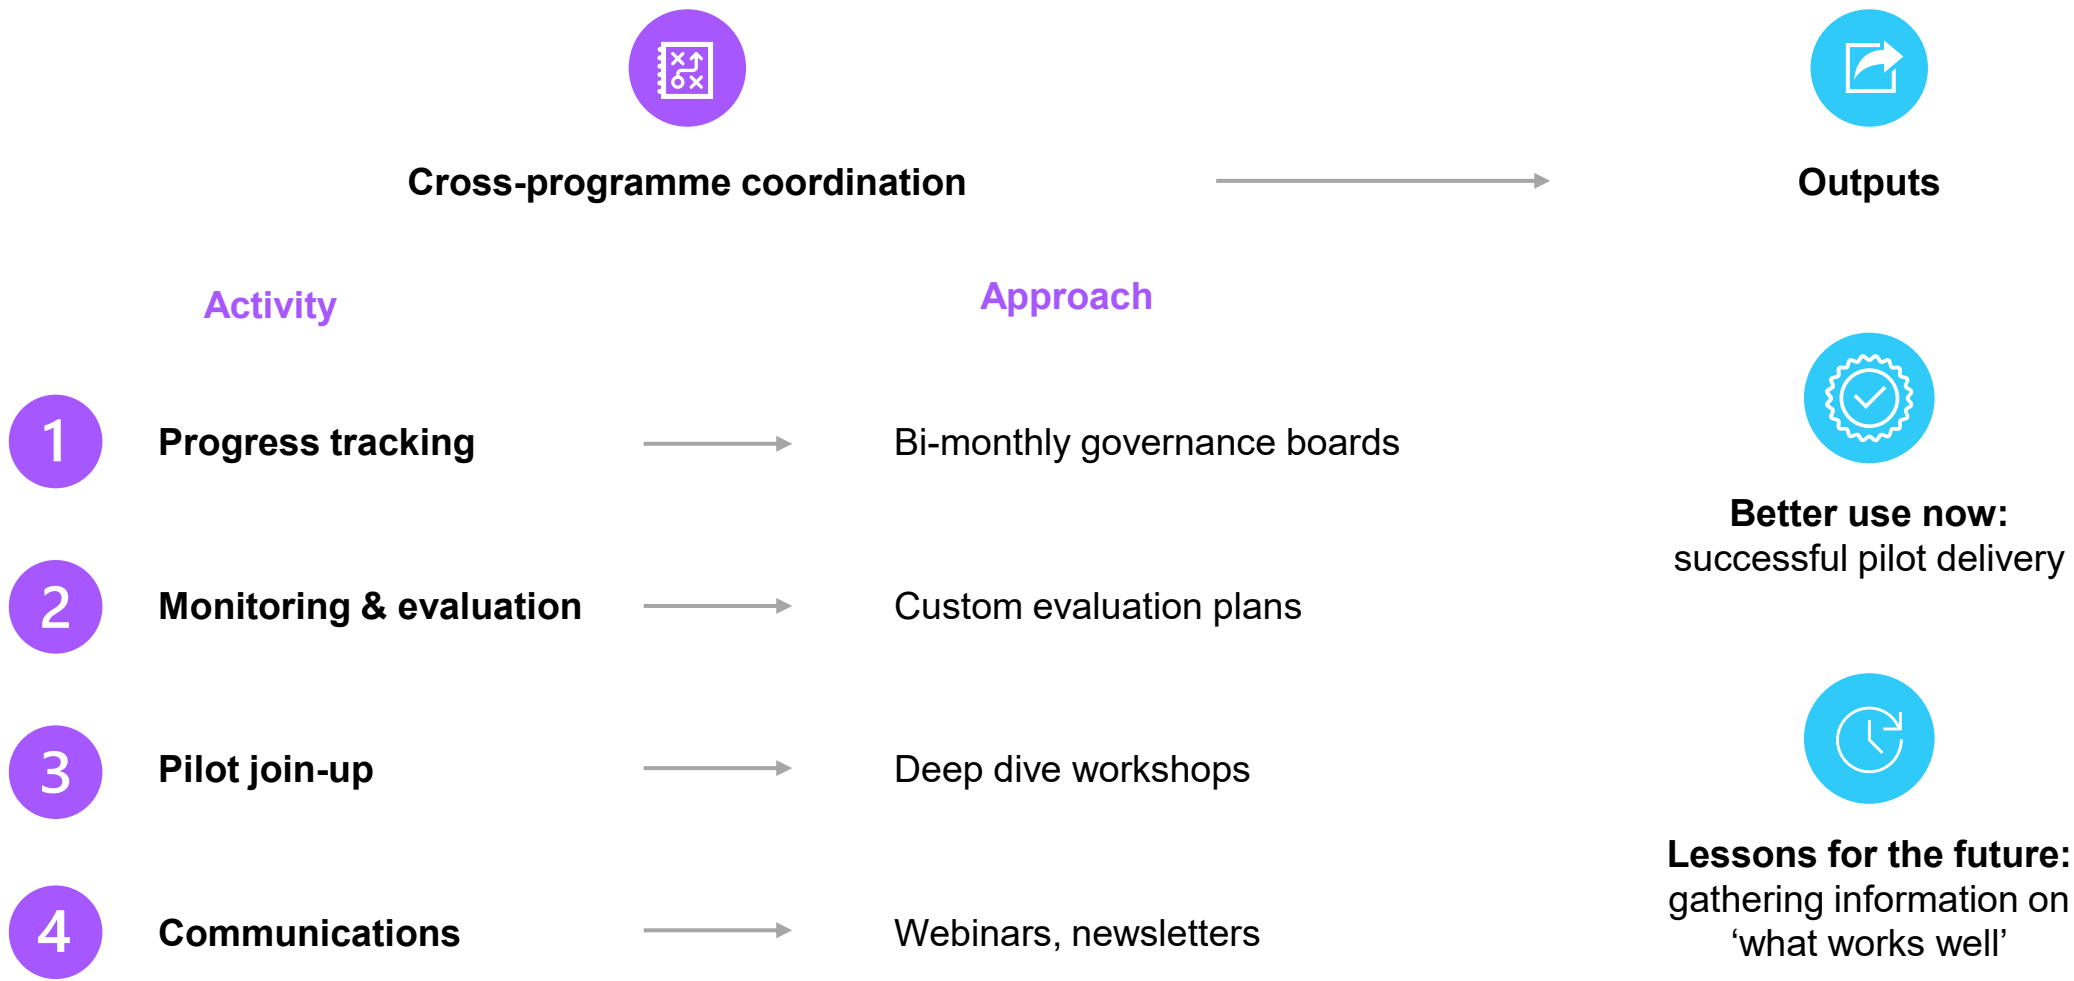 Cross-programme coordination
Outputs
Activity
Approach
1
Progress tracking
Bi-monthly governance boards
2
Monitoring & evaluation
Custom evaluation plans
3
Pilot join-up
Deep dive workshops
4
Communications
Webinars, newsletters
Better use now:
successful pilot delivery
Lessons for the future:
gathering information on
‘what works well’